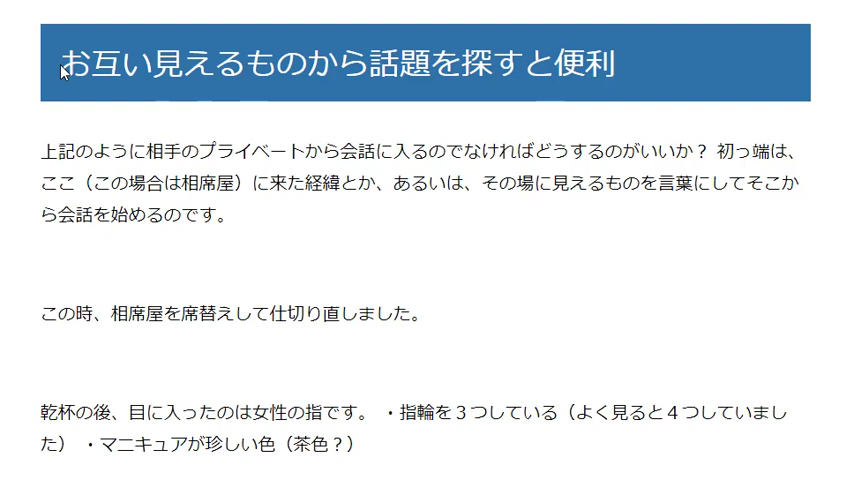 お互い見えるものから話題を探すと便利
上記のように相手のプライベートから会話に入るのでなければどうするのがいいか？ 初っ端は、
ここ（この場合は相席屋）に来た経緯とか、あるいは、その場に見えるものを言葉にしてそこか
ら会話を始めるのです。
この時、相席屋を席替えして仕切り直しました。
乾杯の後、目に入ったのは女性の指です。 ・指輪を３つしている（よく見ると４つしていまし
た） ・マニキュアが珍しい色（茶色？）